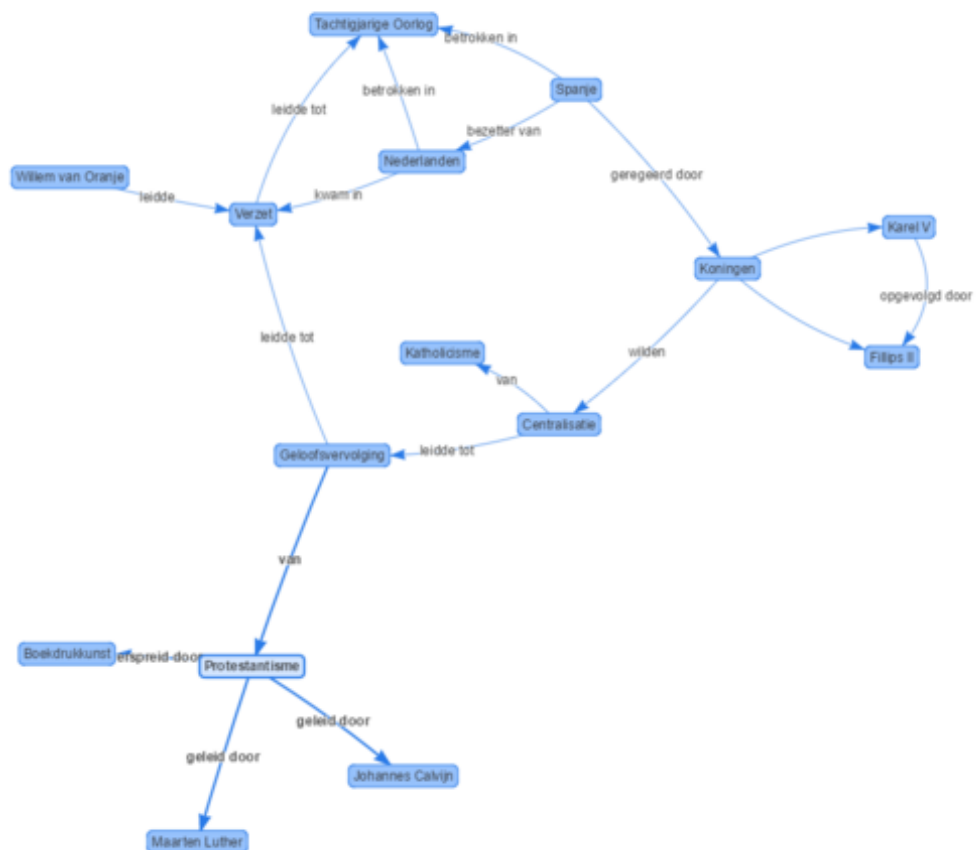 Tachtigjarige Oorlog
betrokken in
Spanje
betrokken in
leidde tot
bezetter van
Nederlanden
Willem van Oranje
leidde
kwam in
geregeerd door
Verzet
Karel V
Koningen
opgevolgd door
leidde tot
Katholicisme
wilden
Fillips II
van
Centralisatie
leidde tot
Geloofsvervolging
van
Boekdrukkunst
erspreid door
Protestantisme
geleid door
geleid door
Johannes Calvijn
Maarten Luther